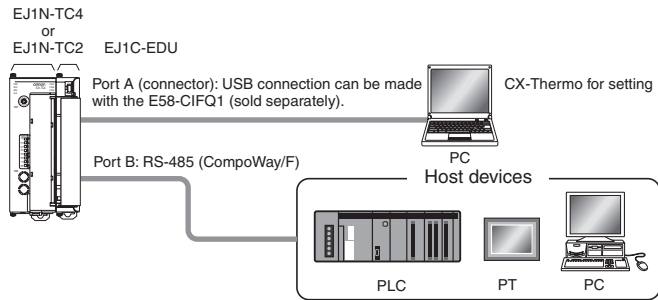 EJ1N-TC4
or
EJ1N-TC2
EJ1C-EDU
Port A (connector): USB connection can be made
with the E58-CIFQ1 (sold separately).
CX-Thermo for setting
PC
Port B: RS-485 (CompoWay/F)
Host devices
PLC
PT
PC